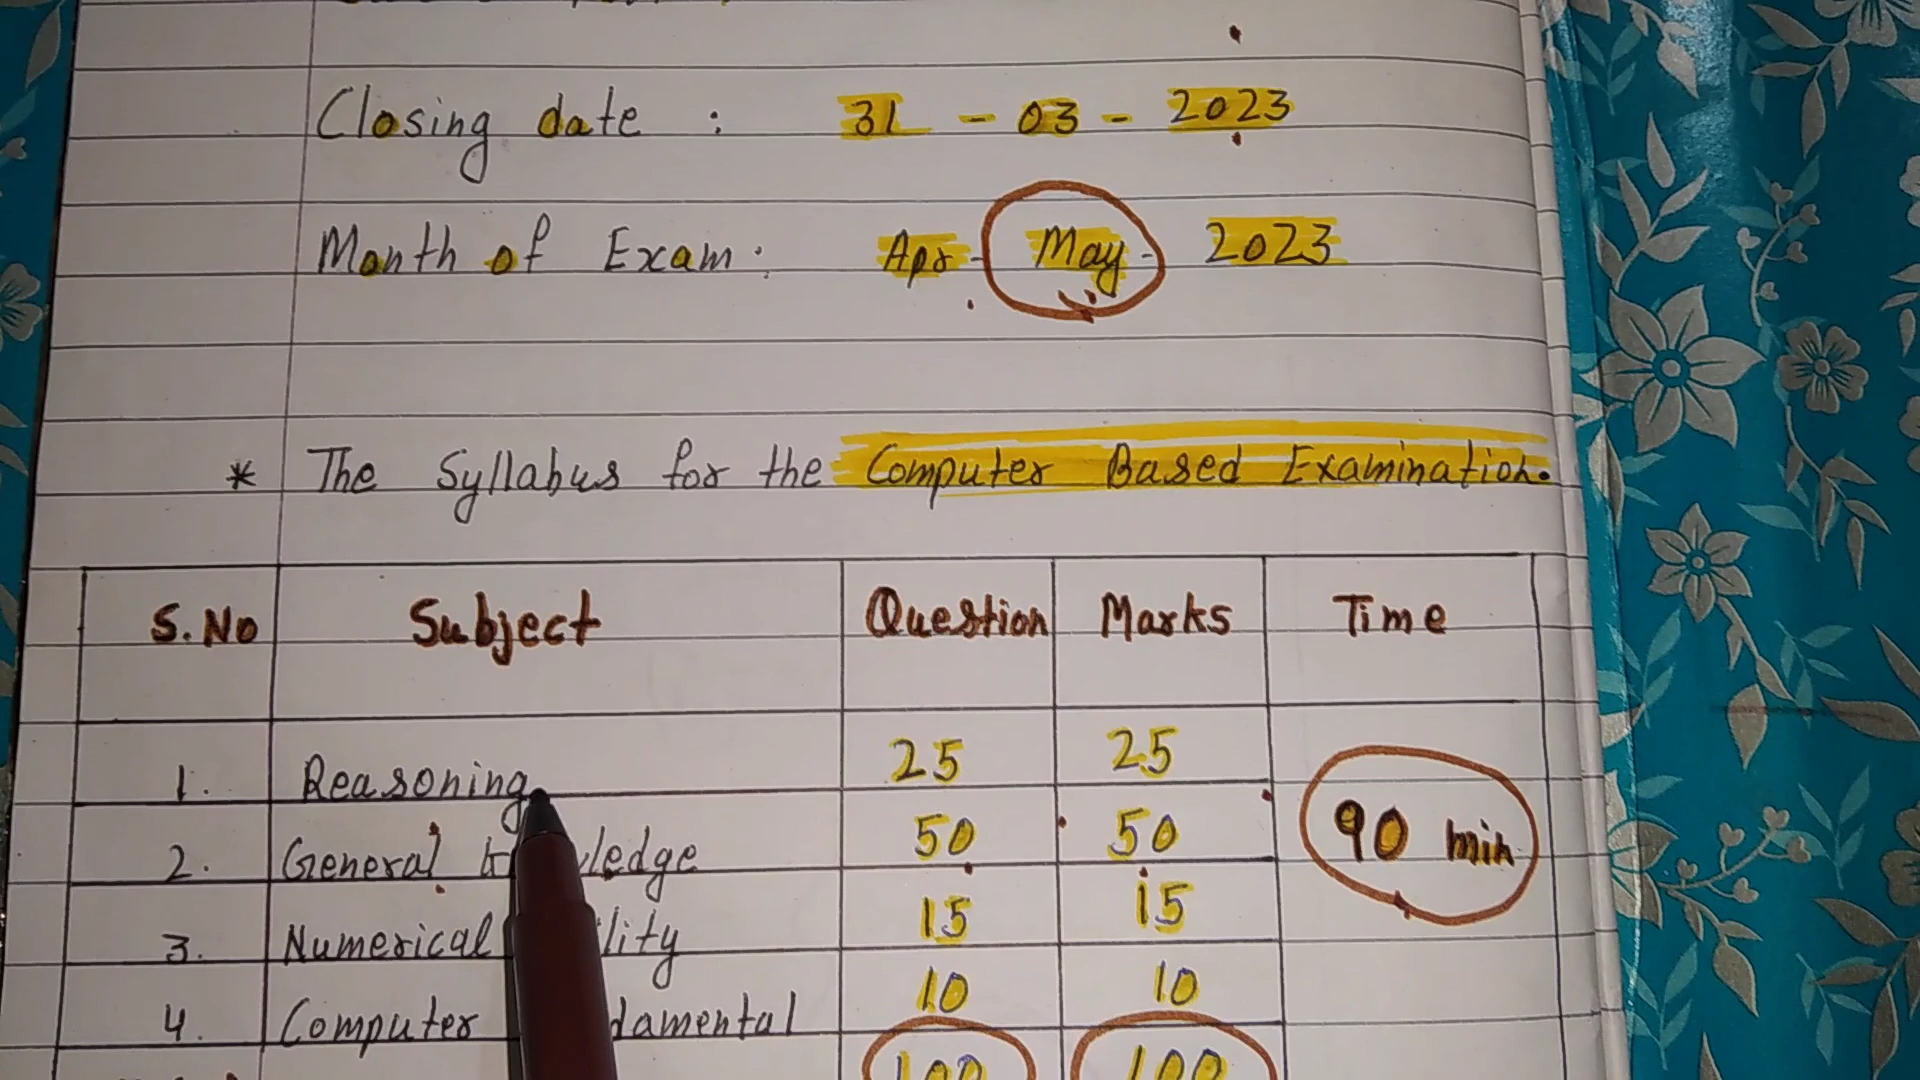 Closing date : 31 - 03 - 2023
Month of Exam : Apr - May - 2023
* The Syllabus for the Computer Based Examination.
S.No Subject Question Marks Time
1. Reasoning 25 25 90 min
2. General 50 50
3. Numerical 15 15
4. Computer 10 10
100 100